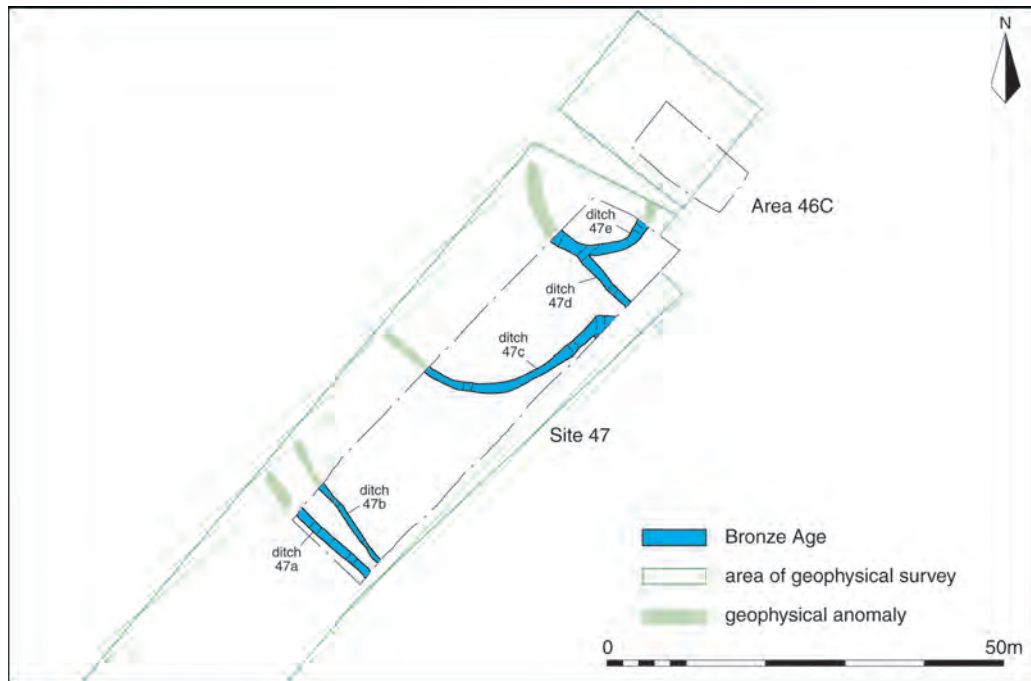 N
Area 46C
ditch
47e
ditch
47d
ditch
47c
Site 47
ditch
47b
ditch
47a
Bronze Age
area of geophysical survey
geophysical anomaly
0
50m